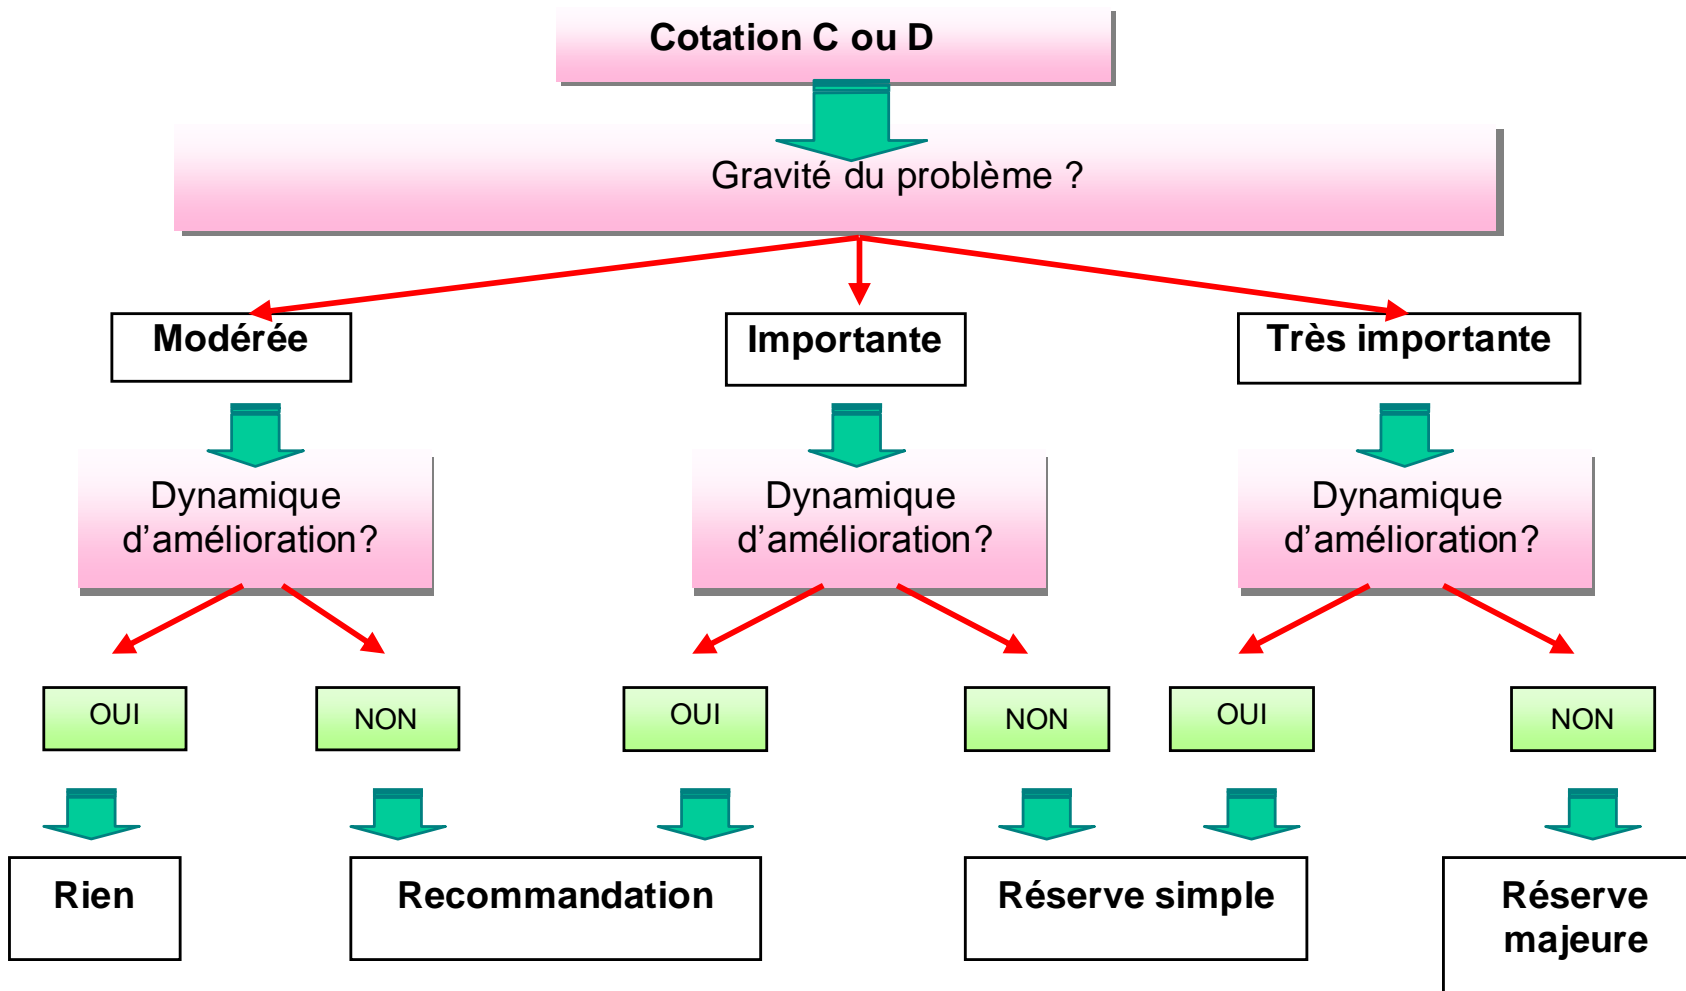 Cotation C ou D
Gravité du problème ?
Modérée
Importante
Très importante
Dynamique
d’amélioration?
Dynamique
d’amélioration?
Dynamique
d’amélioration?
OUI
NON
OUI
NON
OUI
NON
Rien
Recommandation
Réserve simple
Réserve
majeure